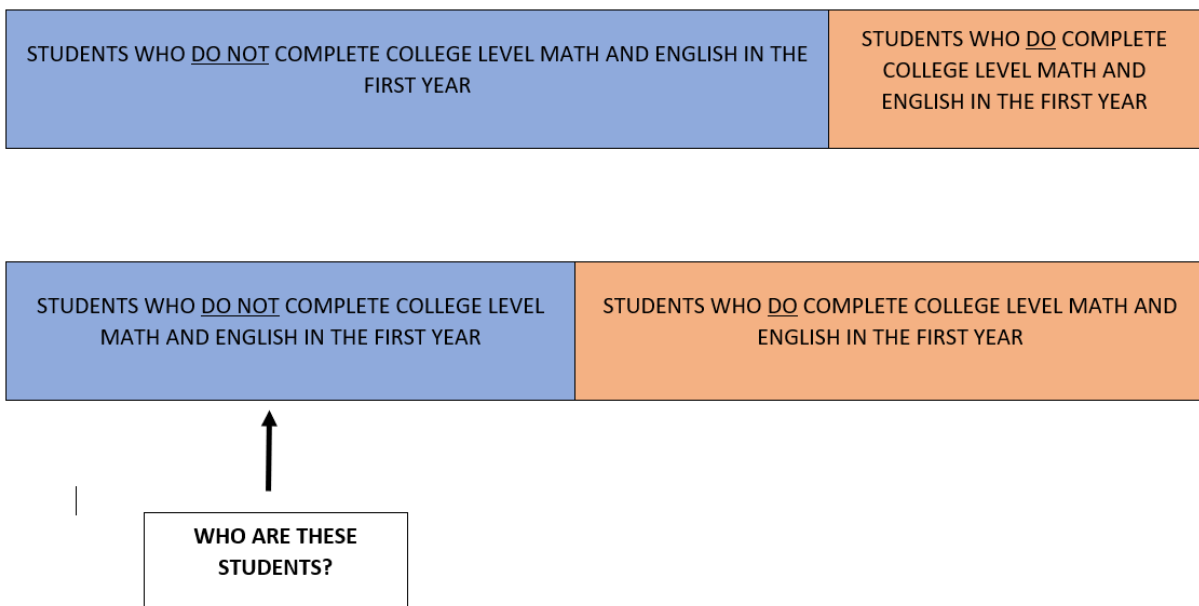 STUDENTS WHO DO NOT COMPLETE COLLEGE LEVEL MATH AND ENGLISH IN THE
FIRST YEAR
STUDENTS WHO DO COMPLETE
COLLEGE LEVEL MATH AND
ENGLISH IN THE FIRST YEAR
STUDENTS WHO DO NOT COMPLETE COLLEGE LEVEL
MATH AND ENGLISH IN THE FIRST YEAR
STUDENTS WHO DO COMPLETE COLLEGE LEVEL MATH AND
ENGLISH IN THE FIRST YEAR
WHO ARE THESE
STUDENTS?